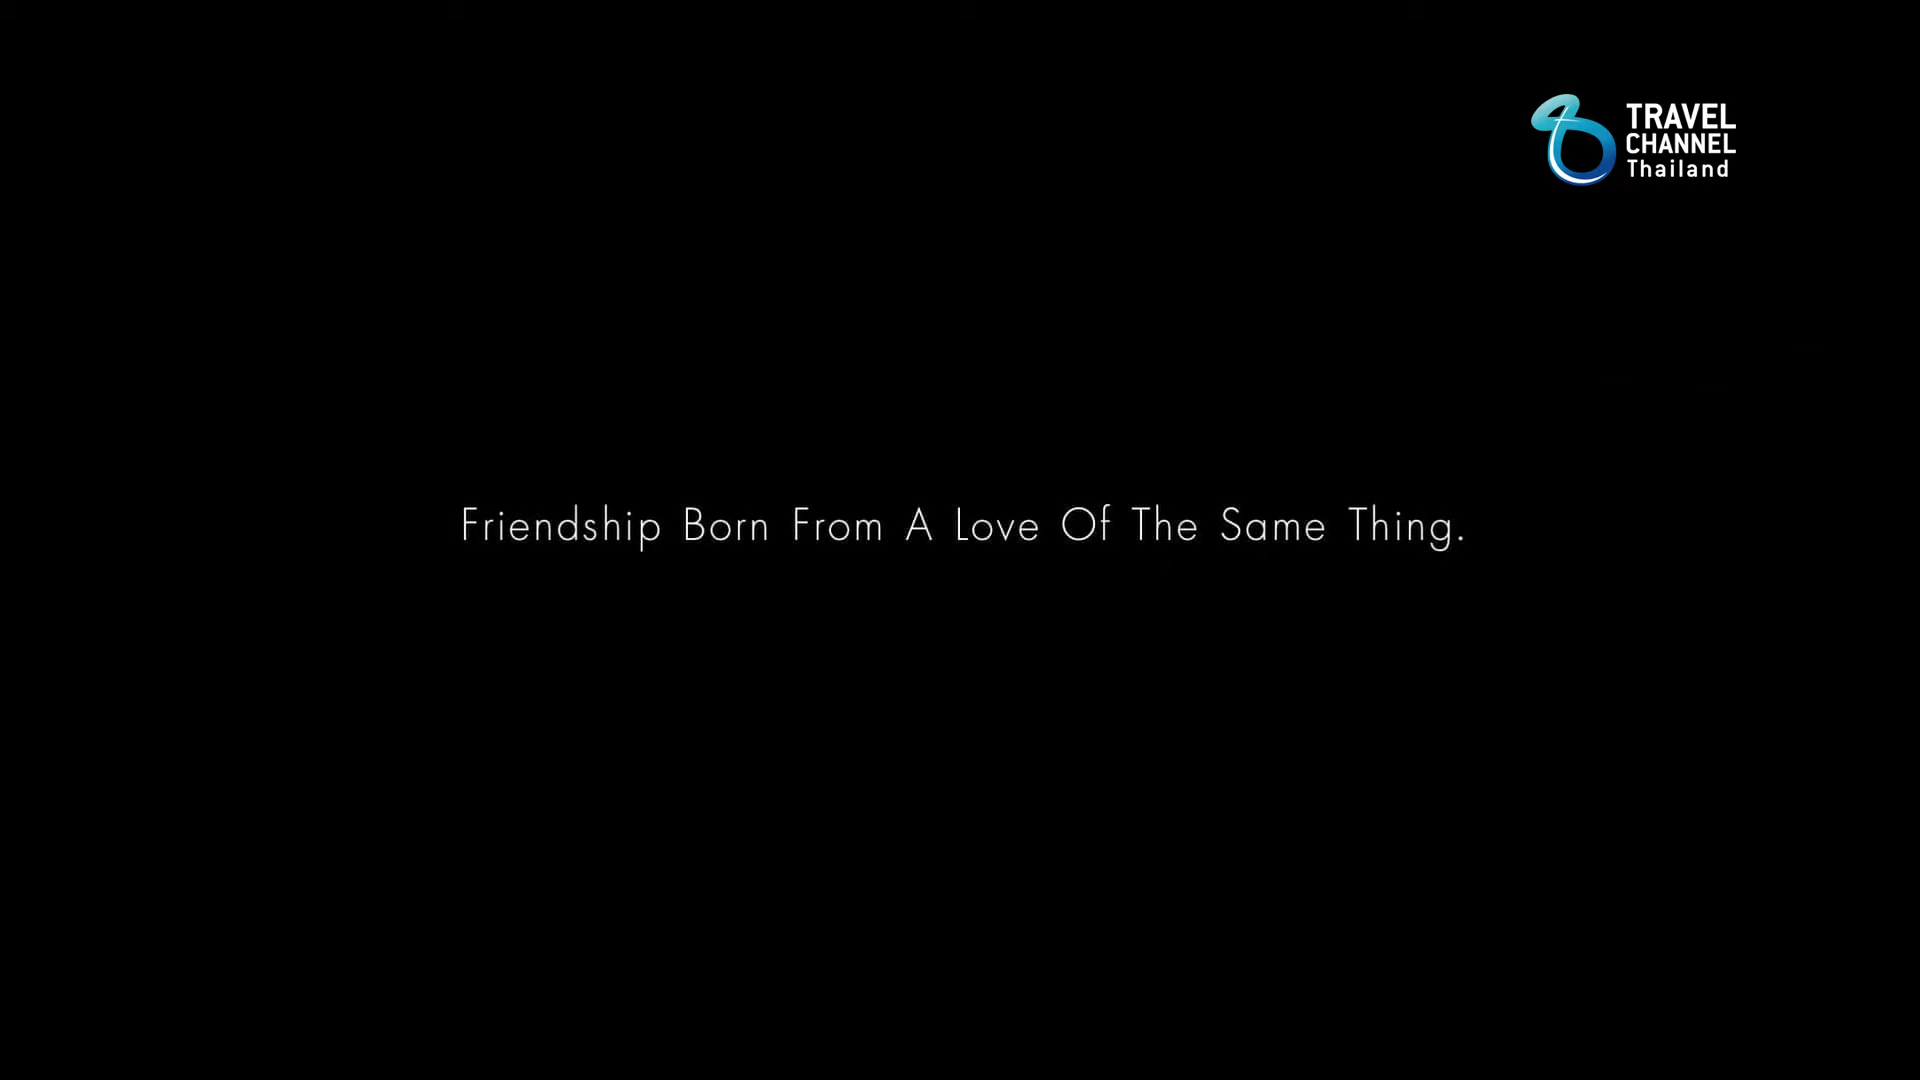 TRAVEL
CHANNEL
Thailand
Friendship Born From A Love Of The Same Thing.